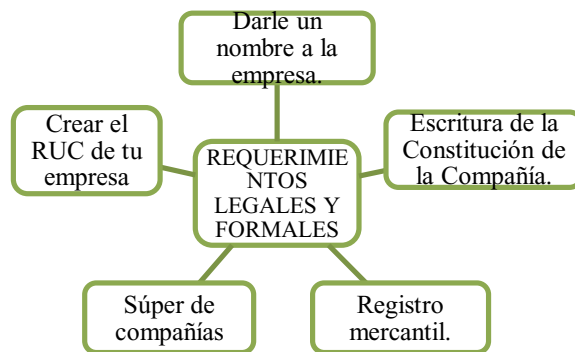 Darle un
nombre a la
empresa.
Crear el
RUC de tu
empresa
Escritura de la
Constitución de
la Compañía.
REQUERIMIE
NTOS
LEGALES Y
FORMALES
Súper de
compañías
Registro
mercantil.